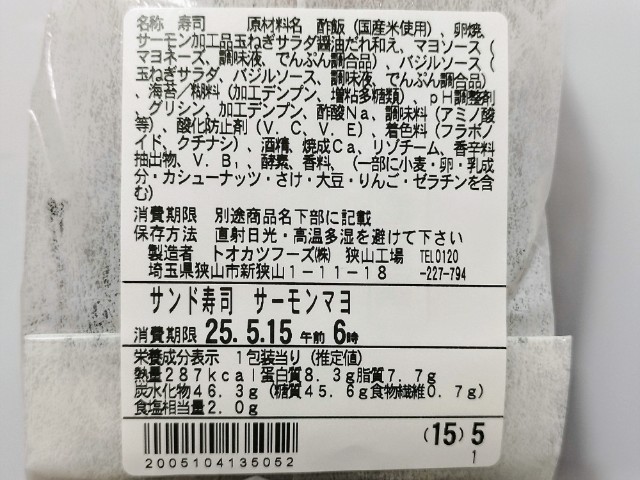 名称 寿司 原材料名 酢飯（国産米使用）、卵焼、
サーモン加工品玉ねぎサラダ醤油だれ和え、マヨソース（
マヨネーズ、調味液、でんぷん調合品）、バジルソース（
玉ねぎサラダ、バジルソース、調味液、でんぷん調合品）
、海苔／糊料（加工デンプン、増粘多糖類）、ｐＨ調整剤
、グリシン、加工デンプン、酢酸Ｎａ、調味料（アミノ酸
等）、酸化防止剤（Ｖ．Ｃ、Ｖ．Ｅ）、着色料（フラボノ
イド、クチナシ）、酒精、焼成Ｃａ、リゾチーム、香辛料
抽出物、Ｖ．Ｂ₁、酵素、香料、（一部に小麦・卵・乳成
分・カシューナッツ・さけ・大豆・りんご・ゼラチンを含
む）
消費期限 別途商品名下部に記載
保存方法 直射日光・高温多湿を避けて下さい
製造者 トオカツフーズ㈱ 狭山工場 TEL0120
埼玉県狭山市新狭山１－１１－１８ -227-794
サンド寿司 サーモンマヨ
消費期限 25.5.15 午前 6時
栄養成分表示 １包装当り（推定値）
熱量２８７ｋｃａｌ蛋白質８．３ｇ脂質７．７ｇ
炭水化物４６．３ｇ（糖質４５．６ｇ食物繊維０．７ｇ）
食塩相当量２．０ｇ
2005104135052
(15) 5
1